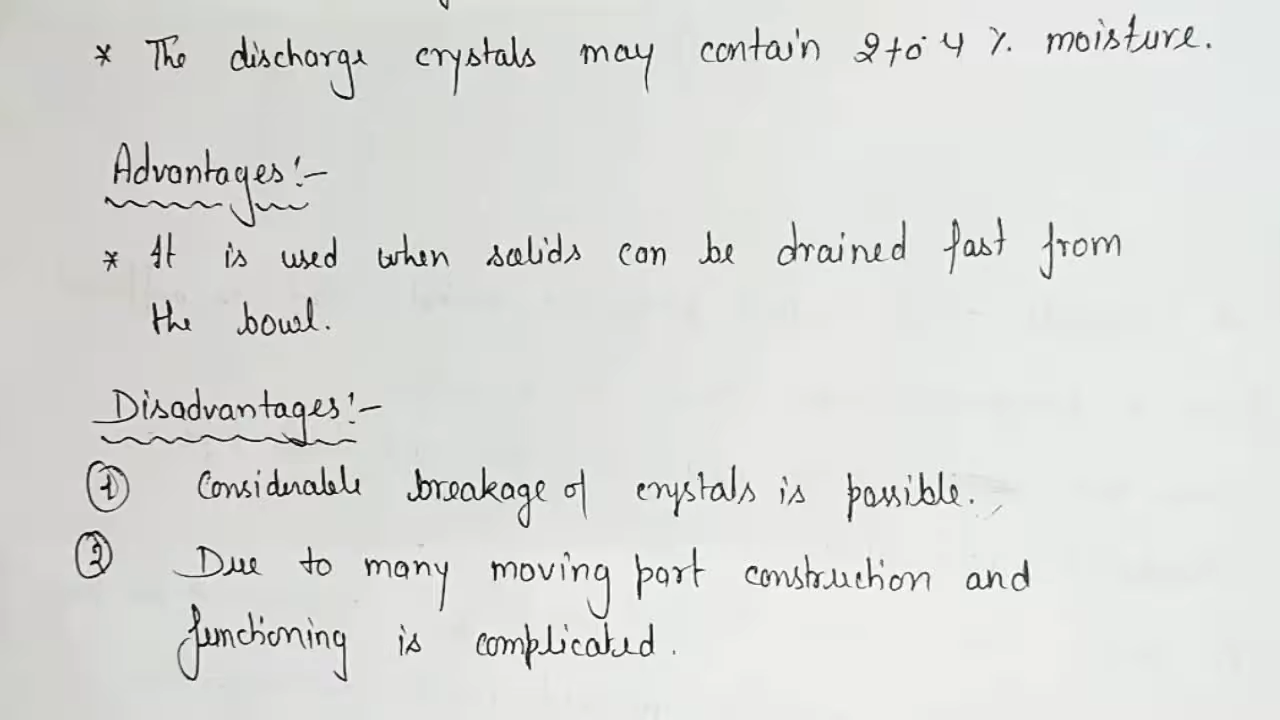 * The discharge crystals may contain 2 to 4 % moisture.
Advantages:-
* It is used when solids can be drained fast from
the bowl.
Disadvantages:-
① Considerable breakage of crystals is possible.
② Due to many moving part construction and
functioning is complicated.